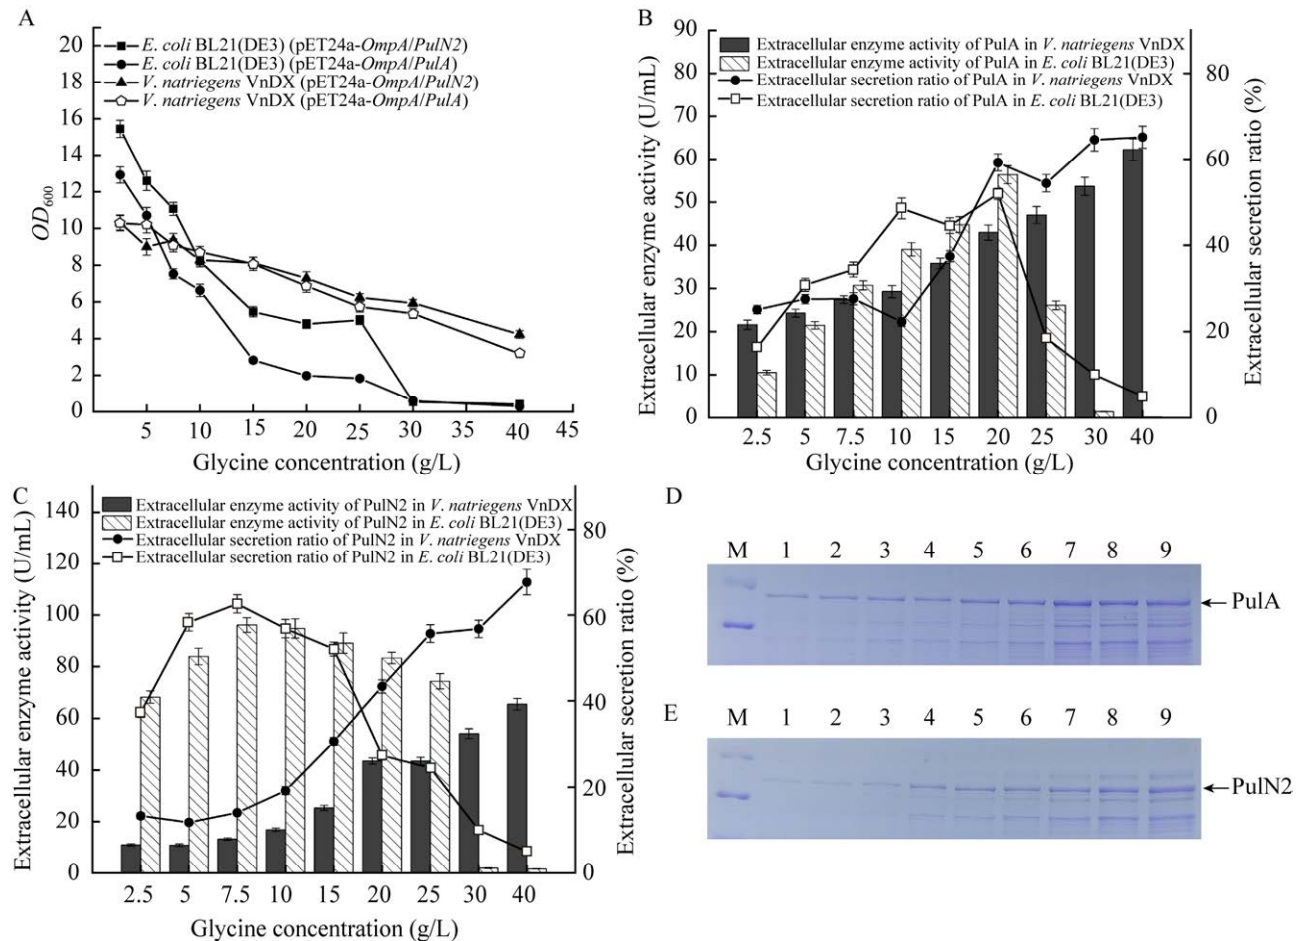 A
20
18
16
14
12
10
8
6
4
2
0
OD600
E. coli BL21(DE3) (pET24a-OmpA/PulN2)
E. coli BL21(DE3) (pET24a-OmpA/PulA)
V. natriegens VnDX (pET24a-OmpA/PulN2)
V. natriegens VnDX (pET24a-OmpA/PulA)
5 10 15 20 25 30 35 40 45
Glycine concentration (g/L)
B
90
80
70
60
50
40
30
20
10
0
Extracellular enzyme activity (U/mL)
Extracellular enzyme activity of PulA in V. natriegens VnDX
Extracellular enzyme activity of PulA in E. coli BL21(DE3)
Extracellular secretion ratio of PulA in V. natriegens VnDX
Extracellular secretion ratio of PulA in E. coli BL21(DE3)
80
60
40
20
0
Extracellular secretion ratio (%)
2.5 5 7.5 10 15 20 25 30 40
Glycine concentration (g/L)
C
140
120
100
80
60
40
20
0
Extracellular enzyme activity (U/mL)
Extracellular enzyme activity of PulN2 in V. natriegens VnDX
Extracellular enzyme activity of PulN2 in E. coli BL21(DE3)
Extracellular secretion ratio of PulN2 in V. natriegens VnDX
Extracellular secretion ratio of PulN2 in E. coli BL21(DE3)
80
60
40
20
0
Extracellular secretion ratio (%)
2.5 5 7.5 10 15 20 25 30 40
Glycine concentration (g/L)
D
M 1 2 3 4 5 6 7 8 9
PulA
E
M 1 2 3 4 5 6 7 8 9
PulN2